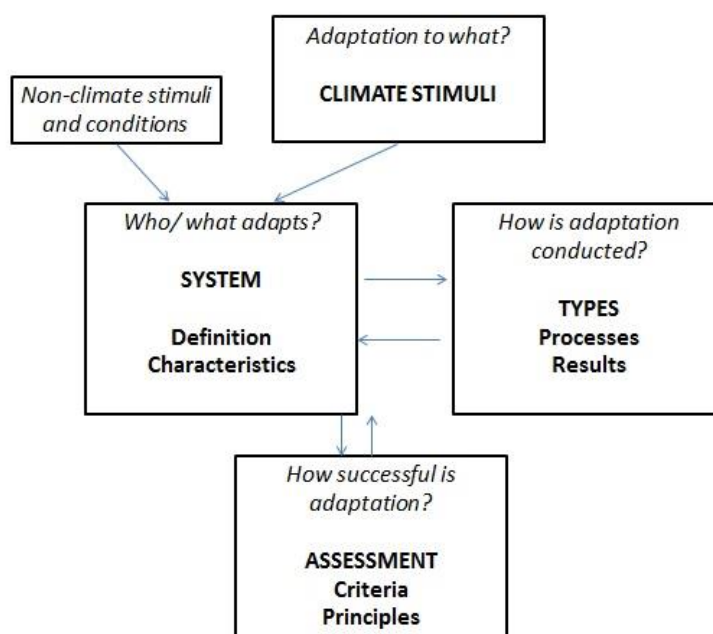 Adaptation to what?
CLIMATE STIMULI
Non-climate stimuli
and conditions
Who/ what adapts?
SYSTEM
Definition
Characteristics
How is adaptation
conducted?
TYPES
Processes
Results
How successful is
adaptation?
ASSESSMENT
Criteria
Principles